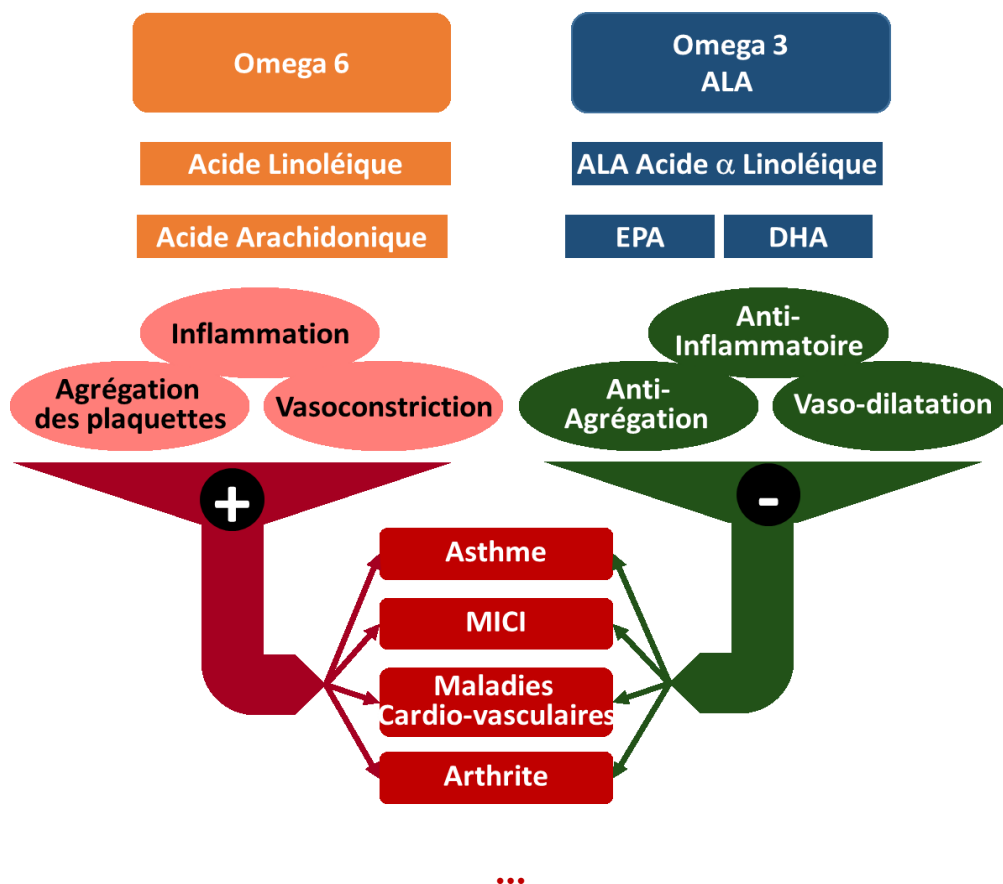 Omega 6
Omega 3
ALA
Acide Linoléique
ALA Acide α Linoléique
Acide Arachidonique
EPA
DHA
Inflammation
Agrégation
des plaquettes
Vasoconstriction
Anti-
Inflammatoire
Anti-
Agrégation
Vaso-dilatation
+
-
Asthme
MICI
Maladies
Cardio-vasculaires
Arthrite
...